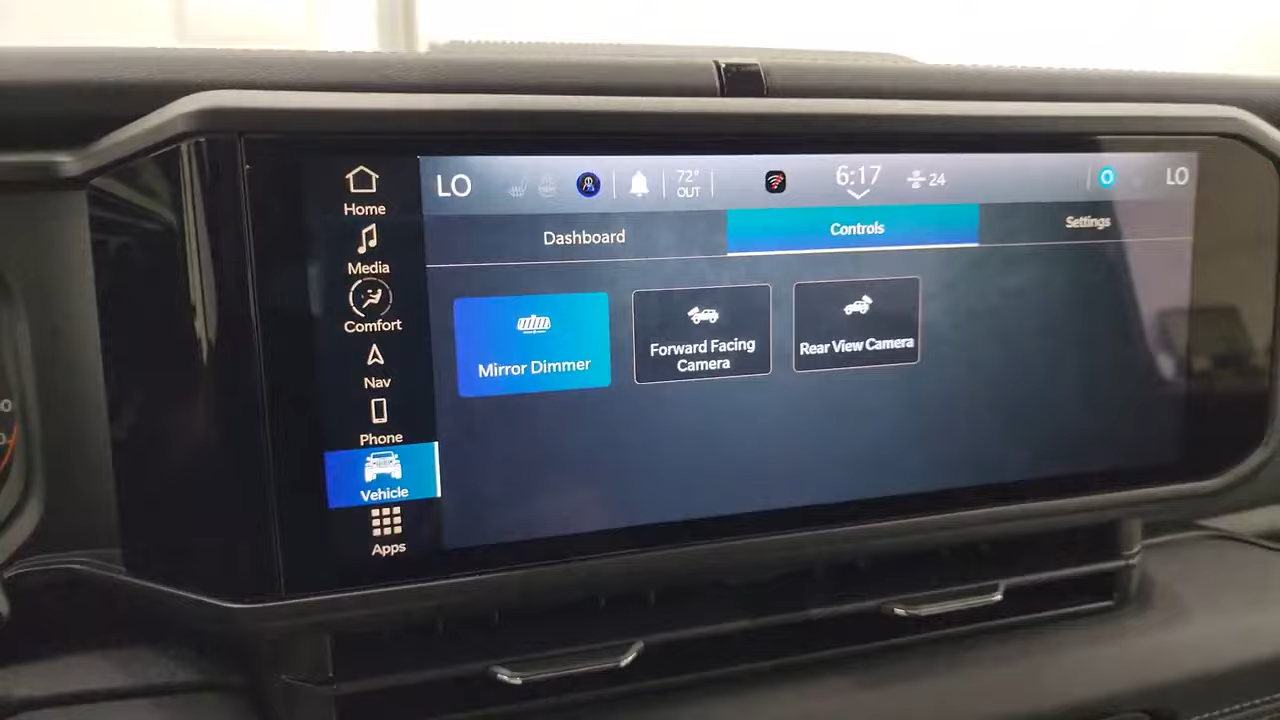 LO
72°
OUT
6:17
24
LO
Home
Media
Comfort
Nav
Phone
Vehicle
Apps
Dashboard
Controls
Settings
Mirror Dimmer
Forward Facing
Camera
Rear View Camera